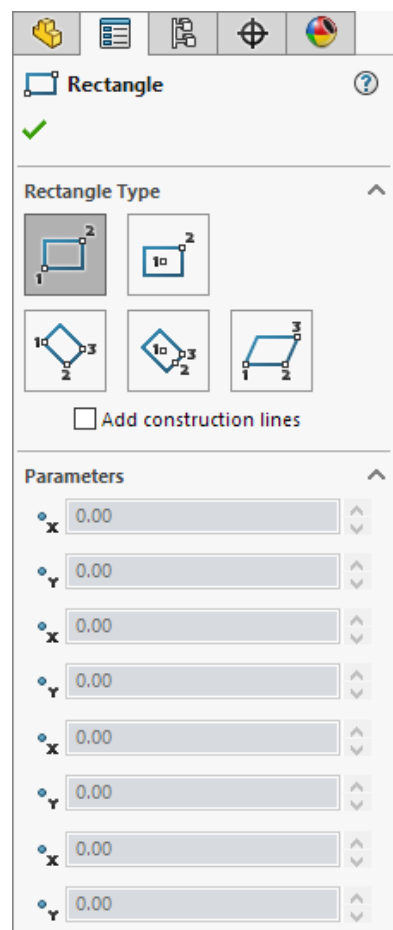 Rectangle
?
Rectangle Type
2
1
2
1
1
3
2
1
3
2
3
1
2
Add construction lines
Parameters
X 0.00
Y 0.00
X 0.00
Y 0.00
X 0.00
Y 0.00
X 0.00
Y 0.00